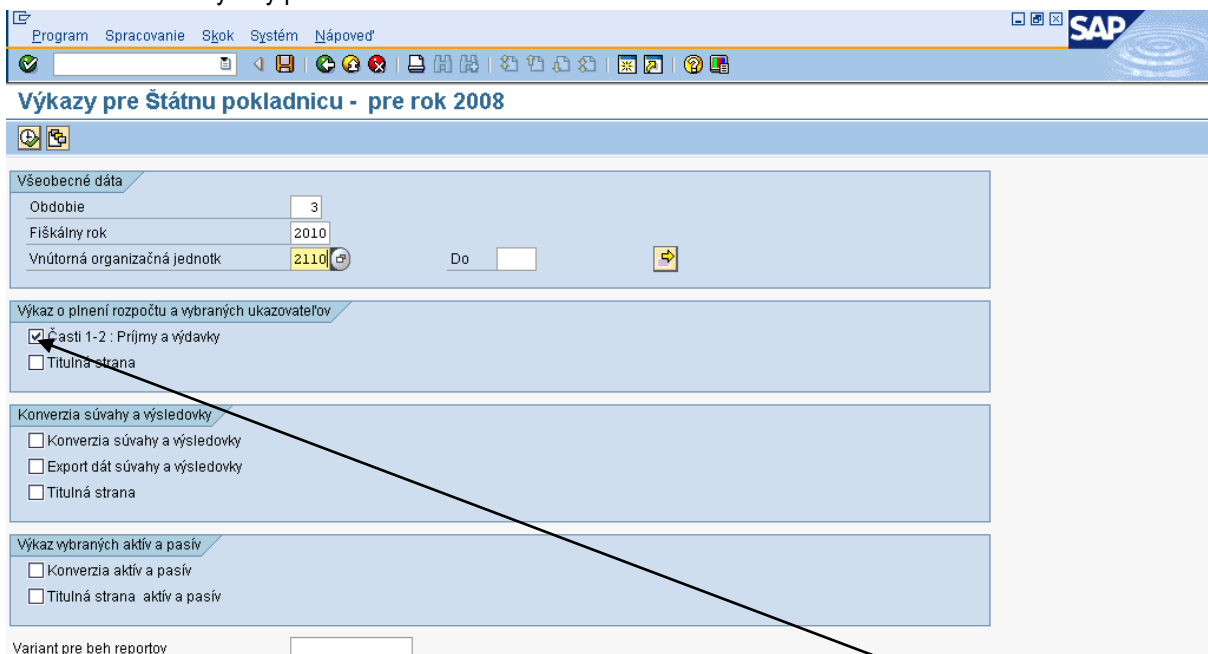 Program Spracovanie Skok Systém Nápoveď
SAP
Výkazy pre Štátnu pokladnicu - pre rok 2008
Všeobecné dáta
Obdobie 3
Fiškálny rok 2010
Vnútorná organizačná jednotk 2110 Do
Výkaz o plnení rozpočtu a vybraných ukazovateľov
Časti 1-2 : Príjmy a výdavky
Titulná strana
Konverzia súvahy a výsledovky
Konverzia súvahy a výsledovky
Export dát súvahy a výsledovky
Titulná strana
Výkaz vybraných aktív a pasív
Konverzia aktív a pasív
Titulná strana aktív a pasív
Variant pre beh reportov